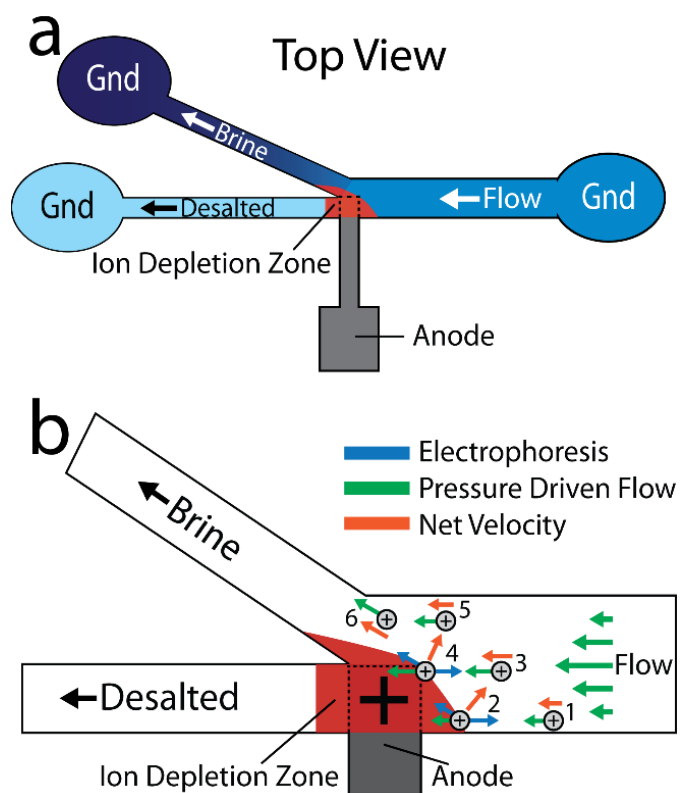 a
Top View
Gnd
Brine
Gnd
Desalted
Flow
Gnd
Ion Depletion Zone
Anode
b
Electrophoresis
Pressure Driven Flow
Net Velocity
Brine
6
5
4
3
Flow
Desalted
+
2
1
Ion Depletion Zone
Anode